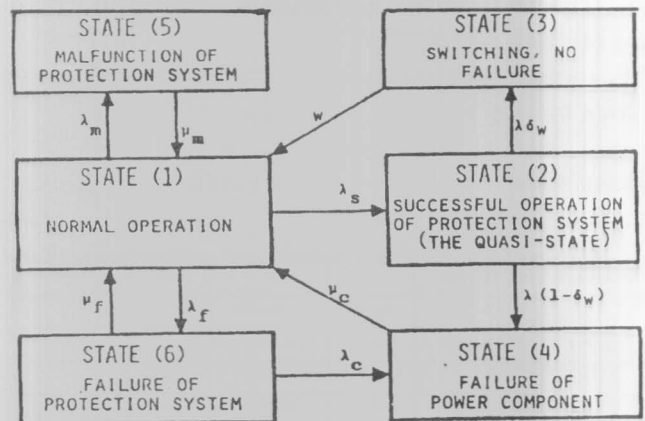 STATE (5)
MALFUNCTION OF
PROTECTION SYSTEM
STATE (3)
SWITCHING, NO
FAILURE
λm
μm
w
λδw
STATE (1)
NORMAL OPERATION
λs
STATE (2)
SUCCESSFUL OPERATION
OF PROTECTION SYSTEM
(THE QUASI-STATE)
μf
λf
μc
λ(1-δw)
STATE (6)
FAILURE OF
PROTECTION SYSTEM
λc
STATE (4)
FAILURE OF
POWER COMPONENT